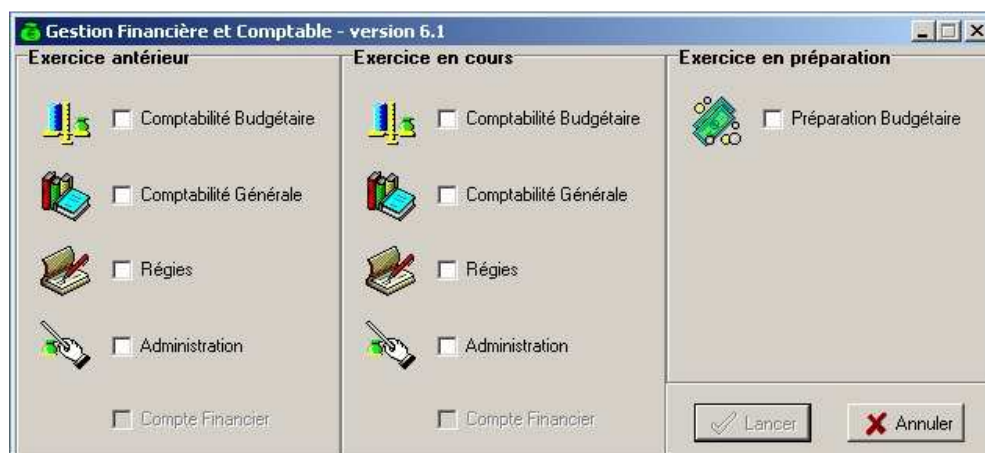 Gestion Financière et Comptable - version 6.1
Exercice antérieur
Comptabilité Budgétaire
Comptabilité Générale
Régies
Administration
Compte Financier
Exercice en cours
Comptabilité Budgétaire
Comptabilité Générale
Régies
Administration
Compte Financier
Exercice en préparation
Préparation Budgétaire
Lancer
Annuler